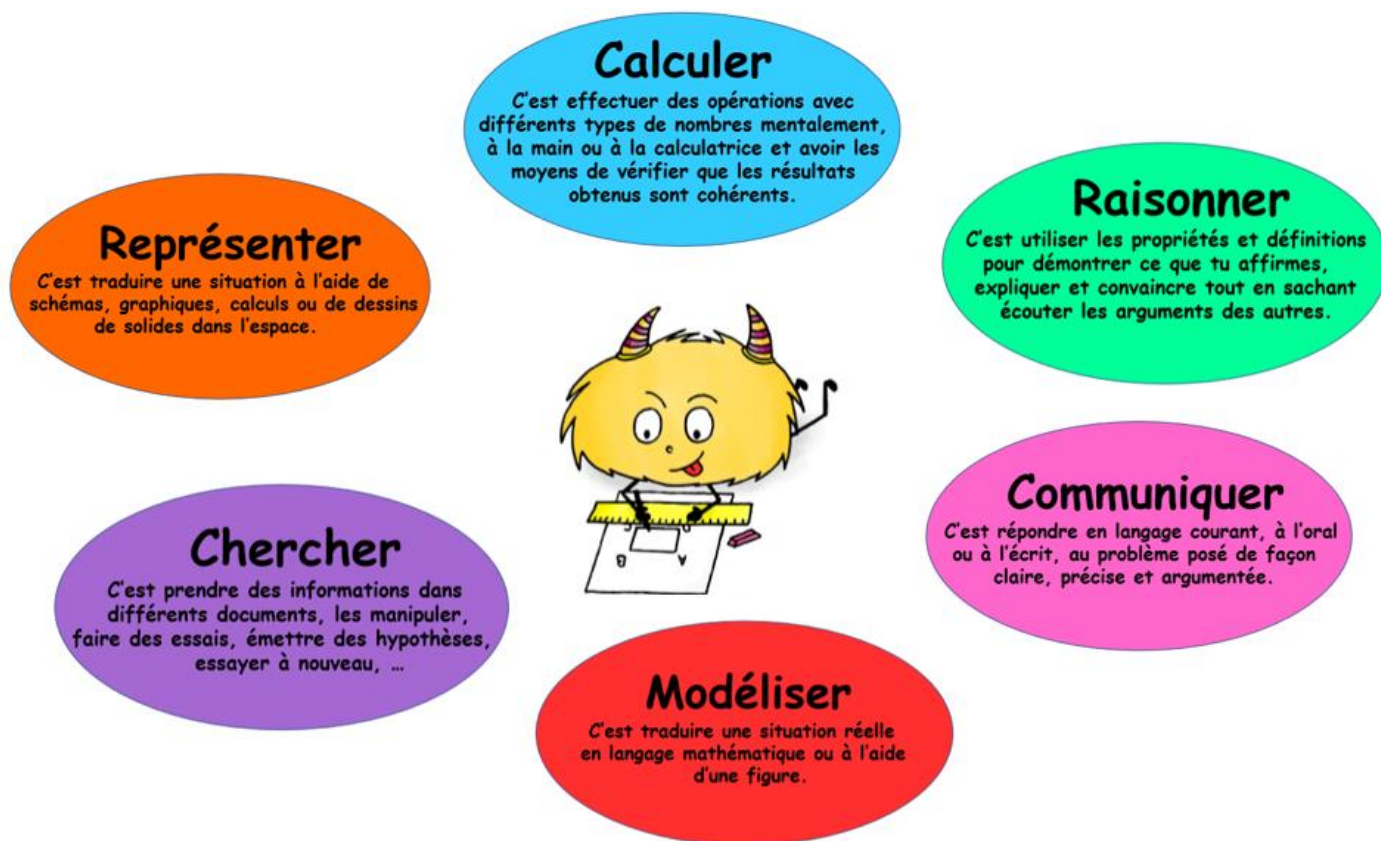 Calculer
C'est effectuer des opérations avec
différents types de nombres mentalement,
à la main ou à la calculatrice et avoir les
moyens de vérifier que les résultats
obtenus sont cohérents.
Représenter
C'est traduire une situation à l'aide de
schémas, graphiques, calculs ou de dessins
de solides dans l'espace.
Raisonner
C'est utiliser les propriétés et définitions
pour démontrer ce que tu affirmes,
expliquer et convaincre tout en sachant
écouter les arguments des autres.
Chercher
C'est prendre des informations dans
différents documents, les manipuler,
faire des essais, émettre des hypothèses,
essayer à nouveau, …
Communiquer
C'est répondre en langage courant, à l'oral
ou à l'écrit, au problème posé de façon
claire, précise et argumentée.
B A
Modéliser
C'est traduire une situation réelle
en langage mathématique ou à l'aide
d'une figure.